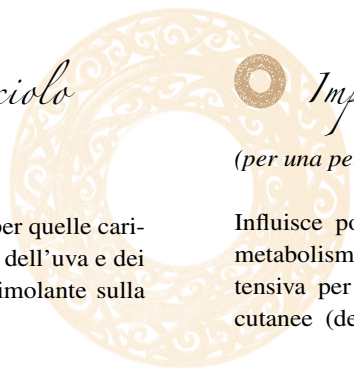 ciolo
per quelle cari-
dell’uva e dei
imolante sulla
Imp
(per una pe
Influisce po
metabolism
tensiva per
cutanee (de